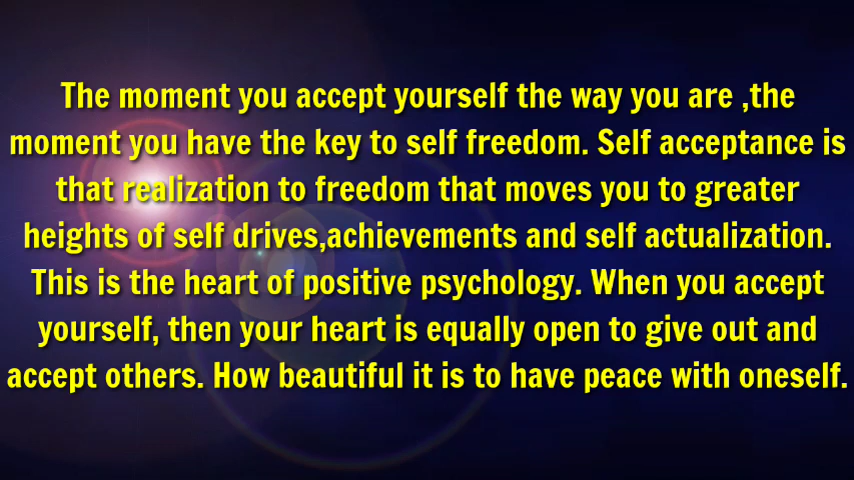 The moment you accept yourself the way you are ,the
moment you have the key to self freedom. Self acceptance is
that realization to freedom that moves you to greater
heights of self drives,achievements and self actualization.
This is the heart of positive psychology. When you accept
yourself, then your heart is equally open to give out and
accept others. How beautiful it is to have peace with oneself.